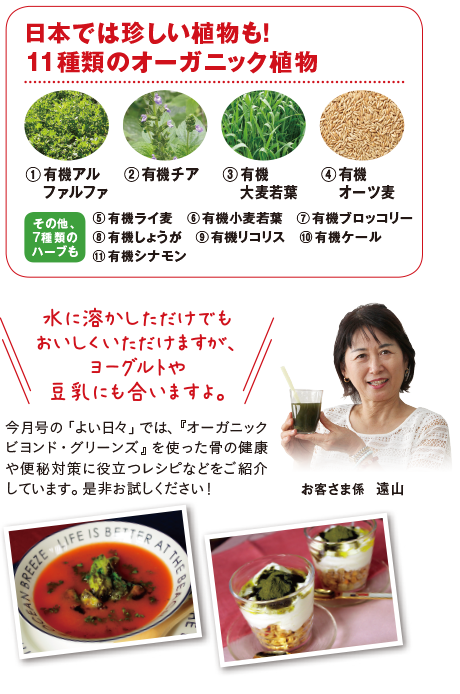 日本では珍しい植物も!
11種類のオーガニック植物
①有機アル
ファルファ
②有機チア
③有機
大麦若葉
④有機
オーツ麦
その他、
7種類の
ハーブも
⑤有機ライ麦 ⑥有機小麦若葉 ⑦有機ブロッコリー
⑧有機しょうが ⑨有機リコリス ⑩有機ケール
⑪有機シナモン
水に溶かしただけでも
おいしくいただけますが、
ヨーグルトや
豆乳にも合いますよ。
今月号の「よい日々」では、『オーガニック
ビヨンド・グリーンズ』を使った骨の健康
や便秘対策に役立つレシピなどをご紹介
しています。是非お試しください!
お客さま係 遠山
BREEZE LIFE IS BETTER AT THE